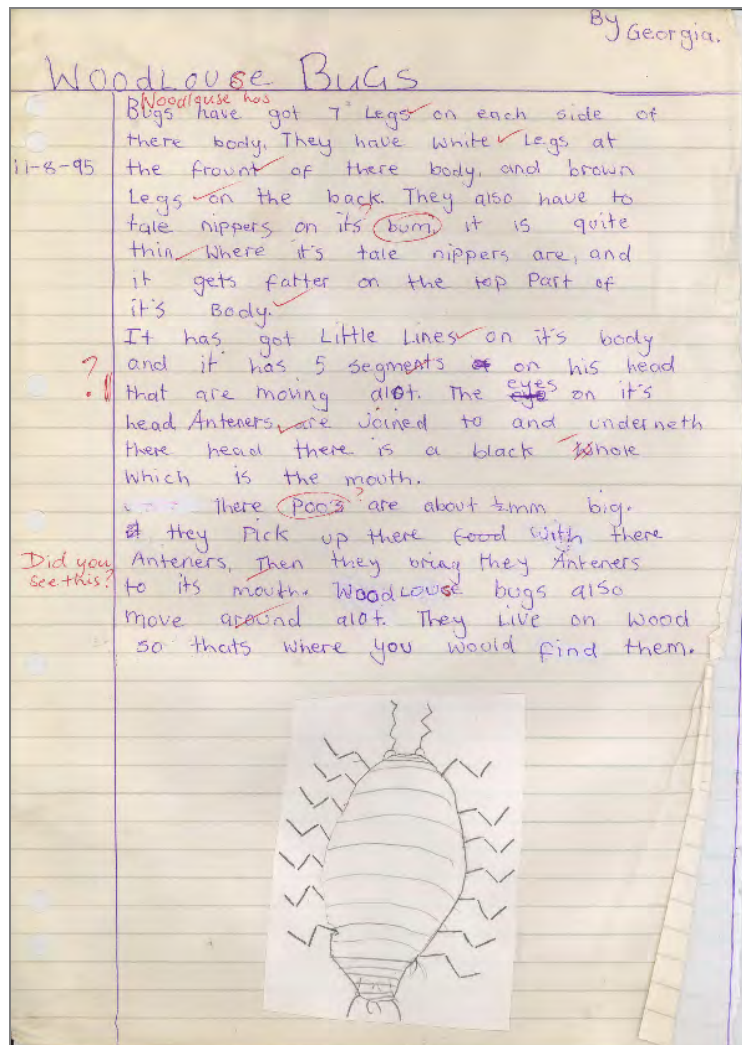 By Georgia.
WoodLouse Bugs
Woodlouse has
Bugs have got 7 Legs on each side of
there body. They have white Legs at
11-8-95 the frount of there body, and brown
Legs on the back. They also have to
tale nippers on its bum, it is quite
thin Where it's tale nippers are, and
it gets fatter on the top Part of
it's Body.
It has got Little Lines on it's body
? and it has 5 segments on his head
! that are moving alot. The eyes on it's
head Anteners, are joined to and underneth
there head there is a black Whole
Which is the mouth.
There Poos ? are about ½mm big.
they Pick up there food with there
Did you Anteners, Then they bring they Anteners
see this? to its mouth. WoodLouse bugs also
move around alot. They Live on Wood
so thats where you would find them.